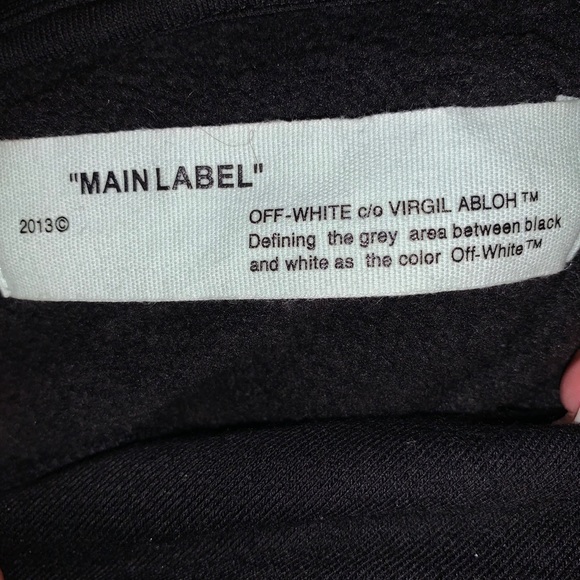 "MAIN LABEL"
2013©
OFF-WHITE c/o VIRGIL ABLOH™
Defining the grey area between black
and white as the color Off-White™